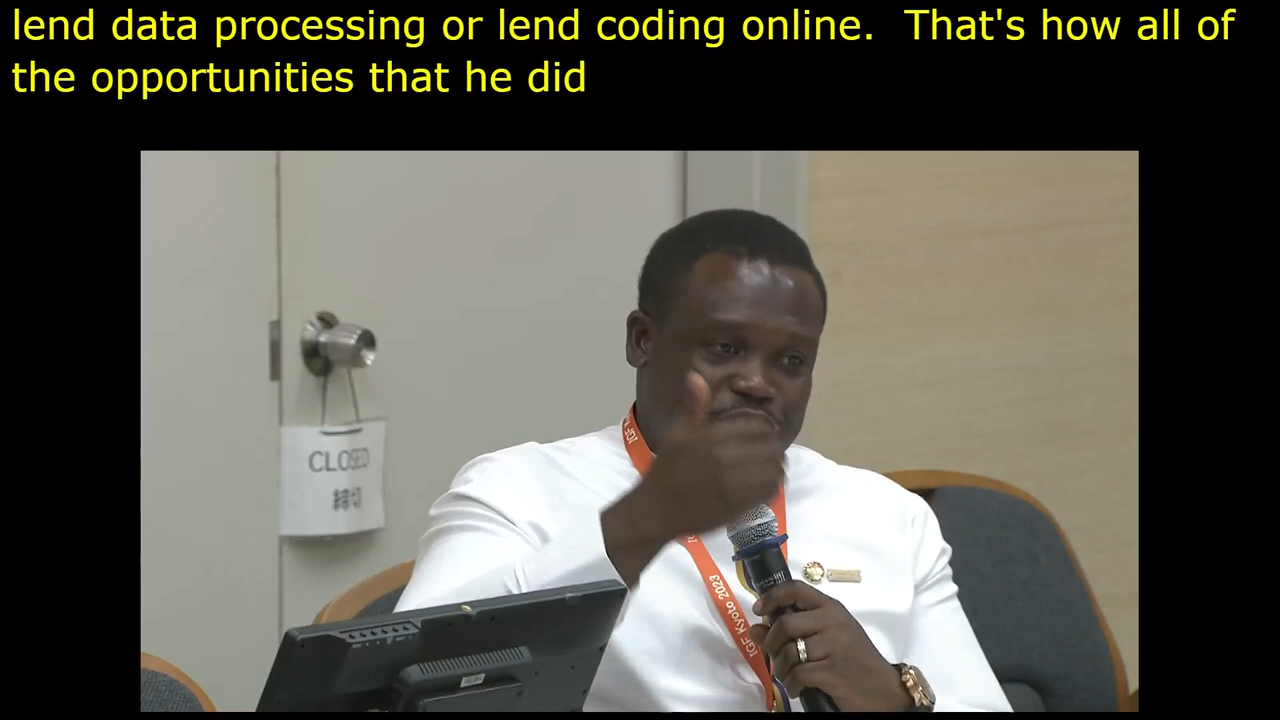 lend data processing or lend coding online.  That's how all of
the opportunities that he did
CLOSED
締切
IGF
IGF Kyoto 2023